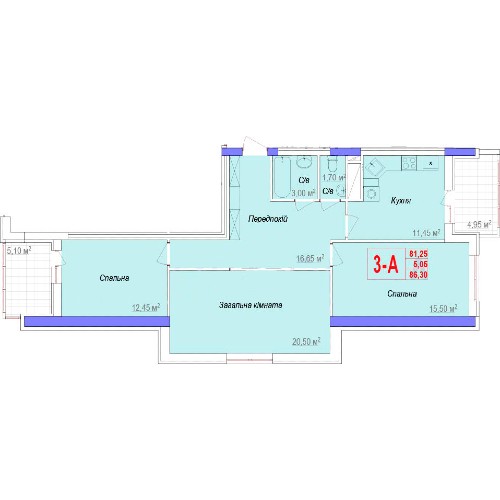 1.70 м²
С/в
3.00 м²
С/в
Кухня
11,45 м²
4.95 м²
Передпокій
16,65 м²
5,10 м²
3-А
81,25
5,05
86,30
Спальна
12,45 м²
Загальна кімната
20,50 м²
Спальна
15,50 м²